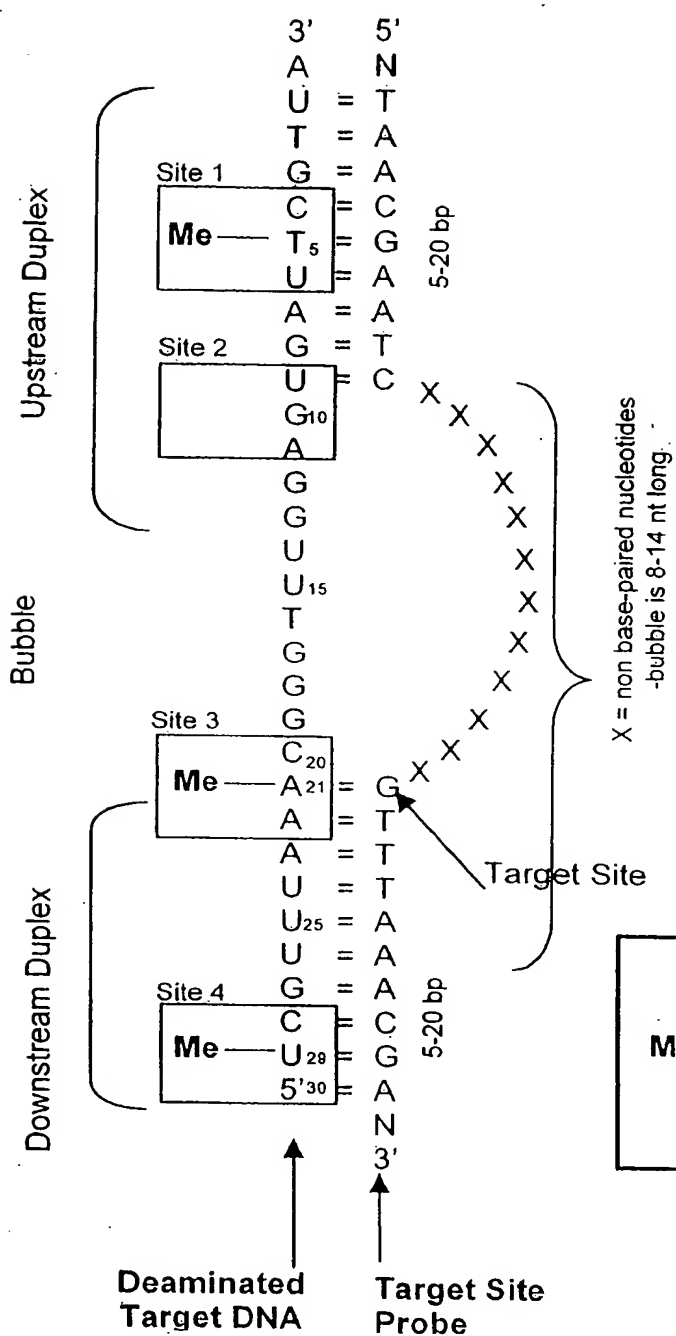 3' 5'
A N
U = T
T = A
Site 1
G = A
C = C
Me T5 = G
U = A
A = A
G = T
Site 2
U = C
G10
A
G
G
U
U15
T
G
G
G
Site 3
C20
Me A21 = G
A = T
A = T
U = T
U25 = A
U = A
G = A
Site 4
C = C
Me U29 = G
5'30 = A
N
3'
X
X
X
X
X
X
X
X
X
X
X
X
Upstream Duplex
Bubble
Downstream Duplex
5-20 bp
5-20 bp
X = non base-paired nucleotides
-bubble is 8-14 nt long
Target Site
M
Deaminated
Target DNA
Target Site
Probe